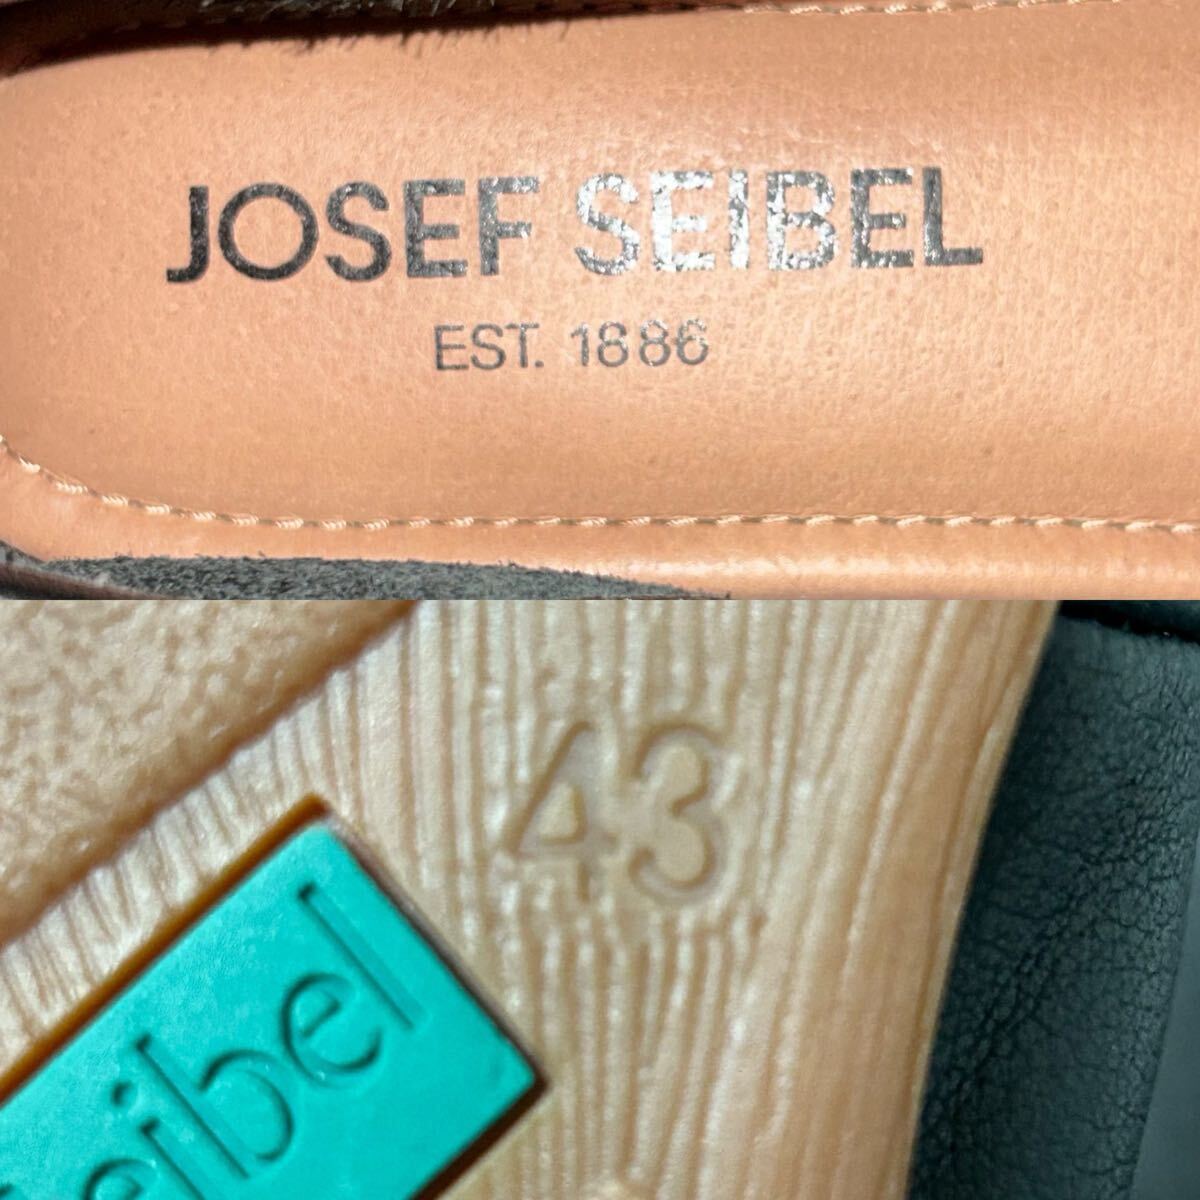 JOSEF SEIBEL
EST. 1886
43
eibel